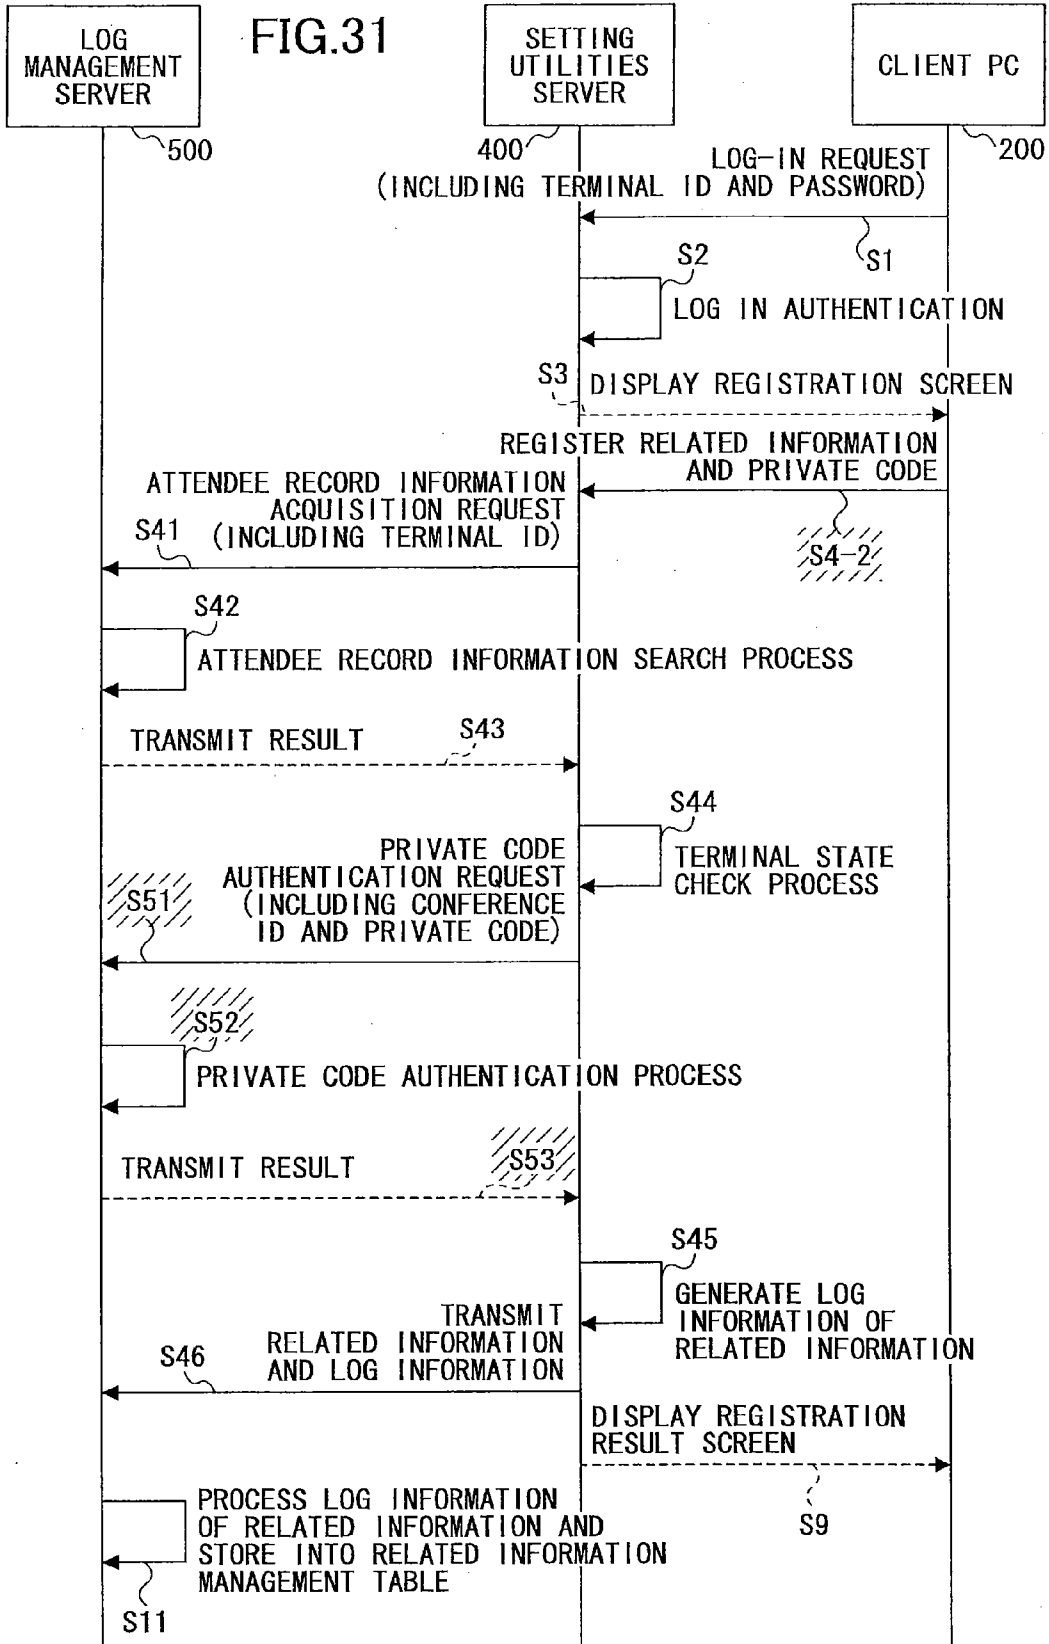 FIG.31
LOG
MANAGEMENT
SERVER
500
SETTING
UTILITIES
SERVER
400
CLIENT PC
200
LOG-IN REQUEST
(INCLUDING TERMINAL ID AND PASSWORD)
S1
S2
LOG IN AUTHENTICATION
S3
DISPLAY REGISTRATION SCREEN
REGISTER RELATED INFORMATION
AND PRIVATE CODE
S4-2
ATTENDEE RECORD INFORMATION
ACQUISITION REQUEST
(INCLUDING TERMINAL ID)
S41
S42
ATTENDEE RECORD INFORMATION SEARCH PROCESS
TRANSMIT RESULT
S43
S44
TERMINAL STATE
CHECK PROCESS
PRIVATE CODE
AUTHENTICATION REQUEST
(INCLUDING CONFERENCE
ID AND PRIVATE CODE)
S51
S52
PRIVATE CODE AUTHENTICATION PROCESS
TRANSMIT RESULT
S53
S45
GENERATE LOG
INFORMATION OF
RELATED INFORMATION
TRANSMIT
RELATED INFORMATION
AND LOG INFORMATION
S46
DISPLAY REGISTRATION
RESULT SCREEN
S9
PROCESS LOG INFORMATION
OF RELATED INFORMATION AND
STORE INTO RELATED INFORMATION
MANAGEMENT TABLE
S11